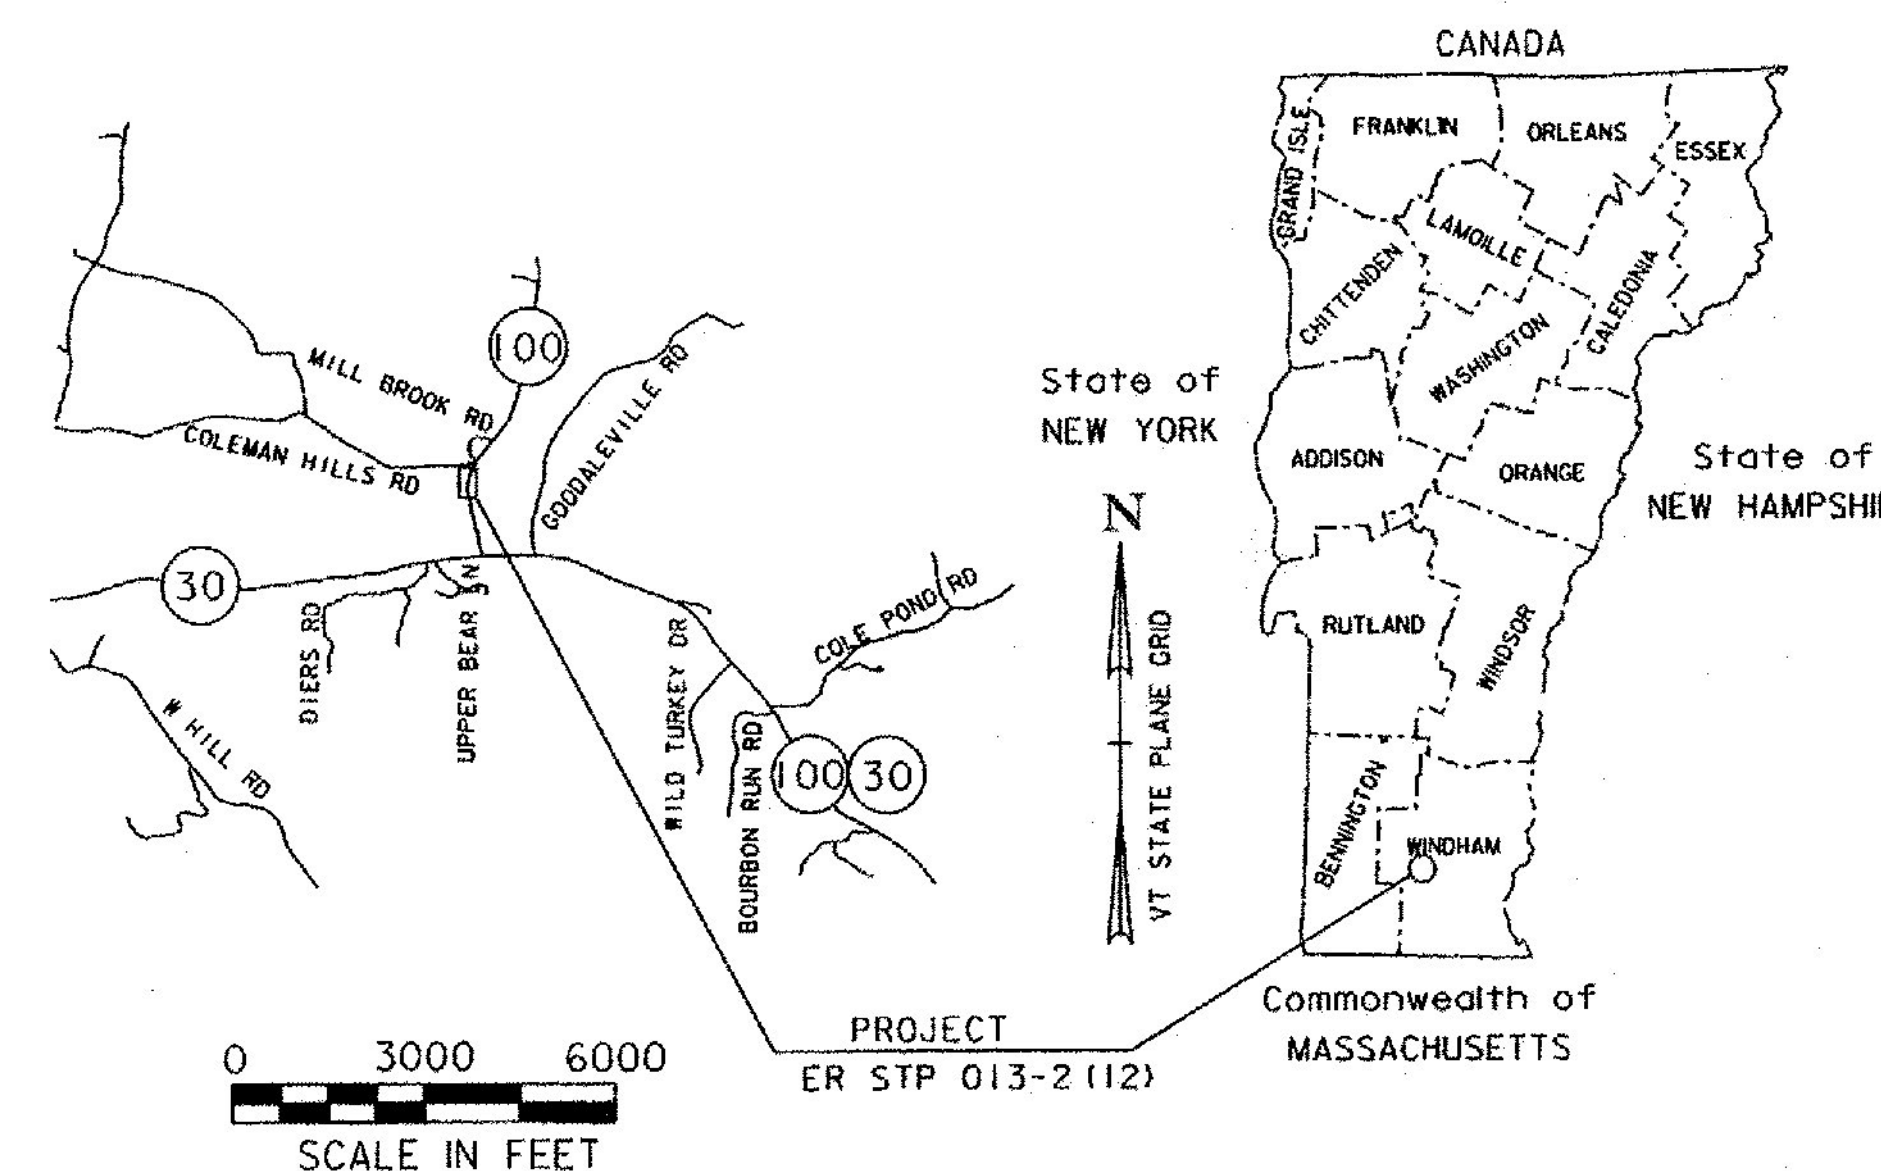 CANADA
FRANKLIN
ORLEANS
ESSEX
GRAND ISLE
LAMOILLE
CHITTENDEN
CALEDONIA
WASHINGTON
State of
NEW YORK
ADDISON
ORANGE
State of
NEW HAMPSHI
RUTLAND
WINDSOR
BENNINGTON
WINDHAM
Commonwealth of
MASSACHUSETTS
N
VT STATE PLANE GRID
100
MILL BROOK RD
GOODALEVILLE RD
COLEMAN HILLS RD
30
DIERS RD
UPPER BEAR LN
WILD TURKEY DR
COLE POND RD
BOURBON RUN RD
W HILL RD
100
30
PROJECT
ER STP 013-2(12)
0 3000 6000
SCALE IN FEET